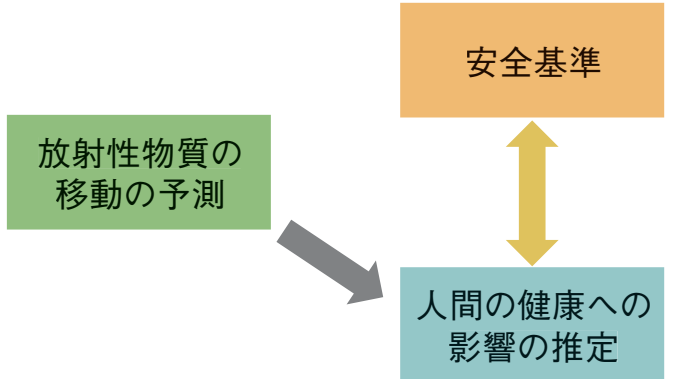 安全基準
放射性物質の
移動の予測
人間の健康への
影響の推定